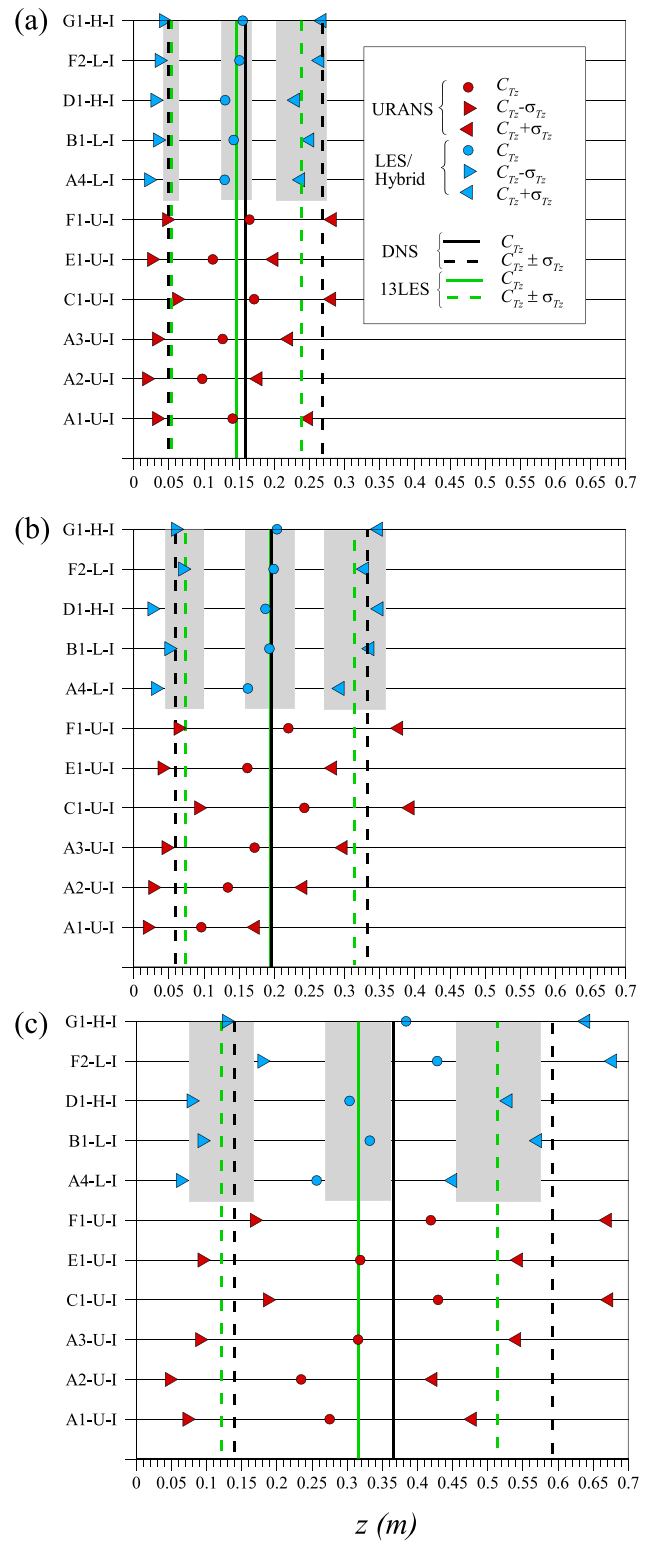 (a)
G1-H-I
F2-L-I
D1-H-I
B1-L-I
A4-L-I
F1-U-I
E1-U-I
C1-U-I
A3-U-I
A2-U-I
A1-U-I
URANS
C_Tz
C_Tz-σ_Tz
C_Tz+σ_Tz
LES/
Hybrid
C_Tz
C_Tz-σ_Tz
C_Tz+σ_Tz
DNS
C_Tz
C_Tz ± σ_Tz
13LES
C_Tz
C_Tz ± σ_Tz
0 0.05 0.1 0.15 0.2 0.25 0.3 0.35 0.4 0.45 0.5 0.55 0.6 0.65 0.7
(b)
G1-H-I
F2-L-I
D1-H-I
B1-L-I
A4-L-I
F1-U-I
E1-U-I
C1-U-I
A3-U-I
A2-U-I
A1-U-I
0 0.05 0.1 0.15 0.2 0.25 0.3 0.35 0.4 0.45 0.5 0.55 0.6 0.65 0.7
(c)
G1-H-I
F2-L-I
D1-H-I
B1-L-I
A4-L-I
F1-U-I
E1-U-I
C1-U-I
A3-U-I
A2-U-I
A1-U-I
0 0.05 0.1 0.15 0.2 0.25 0.3 0.35 0.4 0.45 0.5 0.55 0.6 0.65 0.7
z (m)